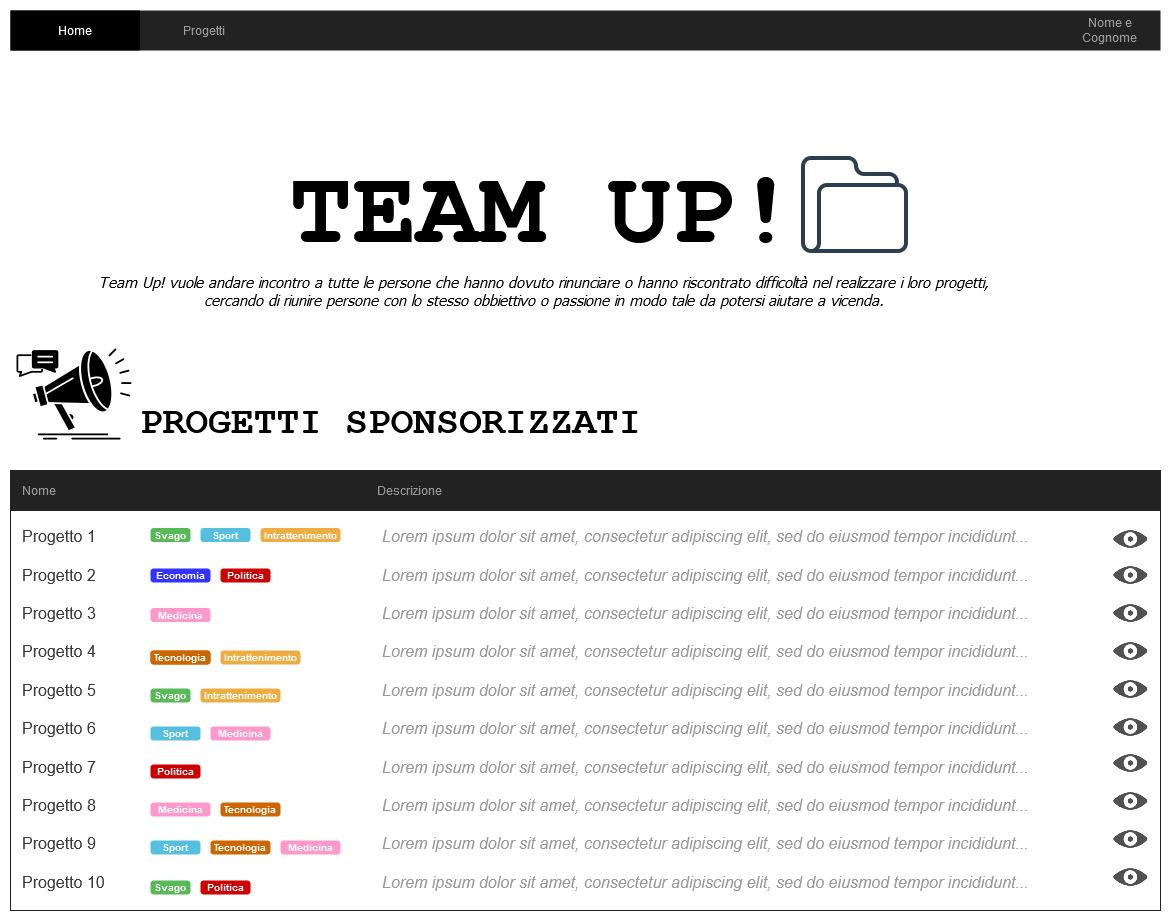 Home Progetti Nome e
Cognome
TEAM UP!
Team Up! vuole andare incontro a tutte le persone che hanno dovuto rinunciare o hanno riscontrato difficoltà nel realizzare i loro progetti,
cercando di riunire persone con lo stesso obbiettivo o passione in modo tale da potersi aiutare a vicenda.
PROGETTI SPONSORIZZATI
Nome Descrizione
Progetto 1 Svago Sport Intrattenimento Lorem ipsum dolor sit amet, consectetur adipiscing elit, sed do eiusmod tempor incididunt...
Progetto 2 Economia Politica Lorem ipsum dolor sit amet, consectetur adipiscing elit, sed do eiusmod tempor incididunt...
Progetto 3 Medicina Lorem ipsum dolor sit amet, consectetur adipiscing elit, sed do eiusmod tempor incididunt...
Progetto 4 Tecnologia Intrattenimento Lorem ipsum dolor sit amet, consectetur adipiscing elit, sed do eiusmod tempor incididunt...
Progetto 5 Svago Intrattenimento Lorem ipsum dolor sit amet, consectetur adipiscing elit, sed do eiusmod tempor incididunt...
Progetto 6 Sport Medicina Lorem ipsum dolor sit amet, consectetur adipiscing elit, sed do eiusmod tempor incididunt...
Progetto 7 Politica Lorem ipsum dolor sit amet, consectetur adipiscing elit, sed do eiusmod tempor incididunt...
Progetto 8 Medicina Tecnologia Lorem ipsum dolor sit amet, consectetur adipiscing elit, sed do eiusmod tempor incididunt...
Progetto 9 Sport Tecnologia Medicina Lorem ipsum dolor sit amet, consectetur adipiscing elit, sed do eiusmod tempor incididunt...
Progetto 10 Svago Politica Lorem ipsum dolor sit amet, consectetur adipiscing elit, sed do eiusmod tempor incididunt...